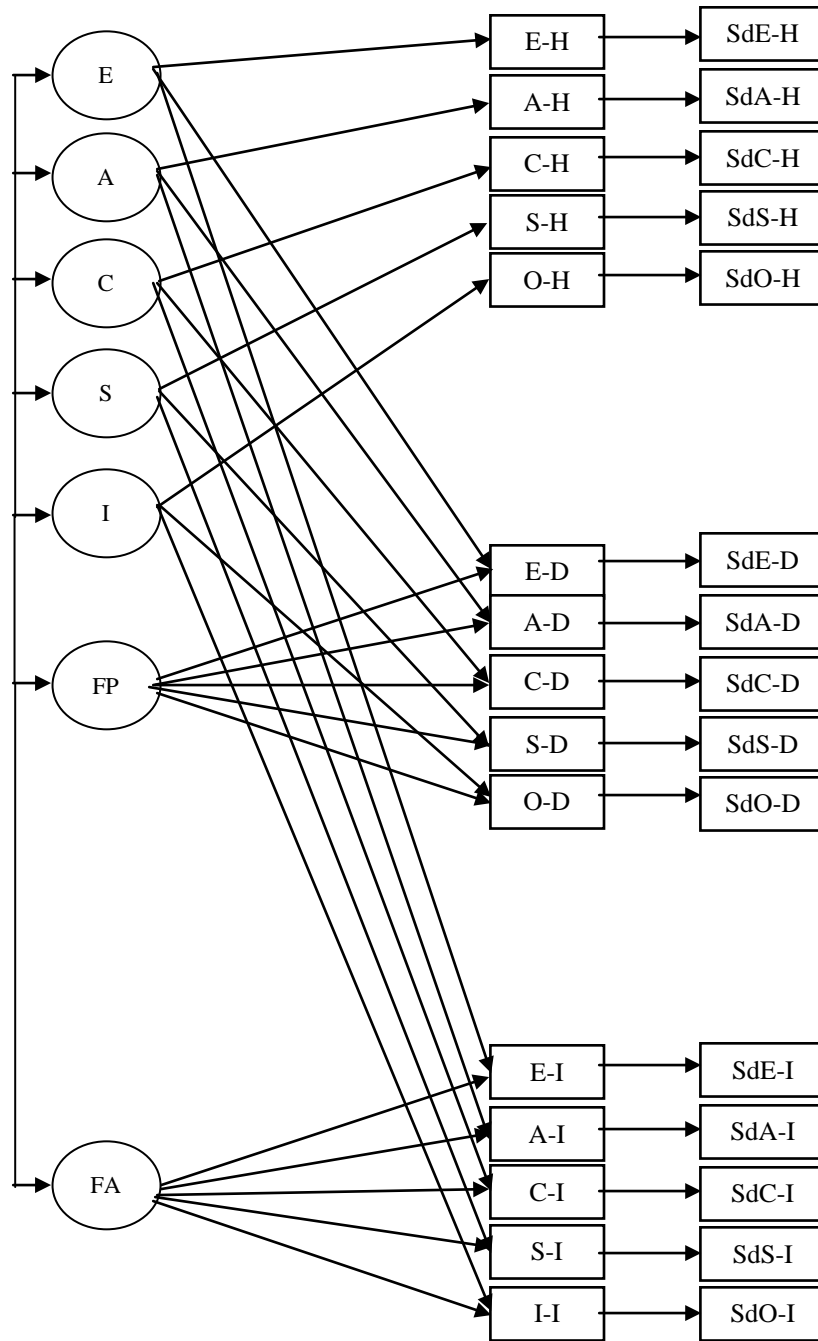 E
A
C
S
I
FP
FA
E-H
A-H
C-H
S-H
O-H
E-D
A-D
C-D
S-D
O-D
E-I
A-I
C-I
S-I
I-I
SdE-H
SdA-H
SdC-H
SdS-H
SdO-H
SdE-D
SdA-D
SdC-D
SdS-D
SdO-D
SdE-I
SdA-I
SdC-I
SdS-I
SdO-I